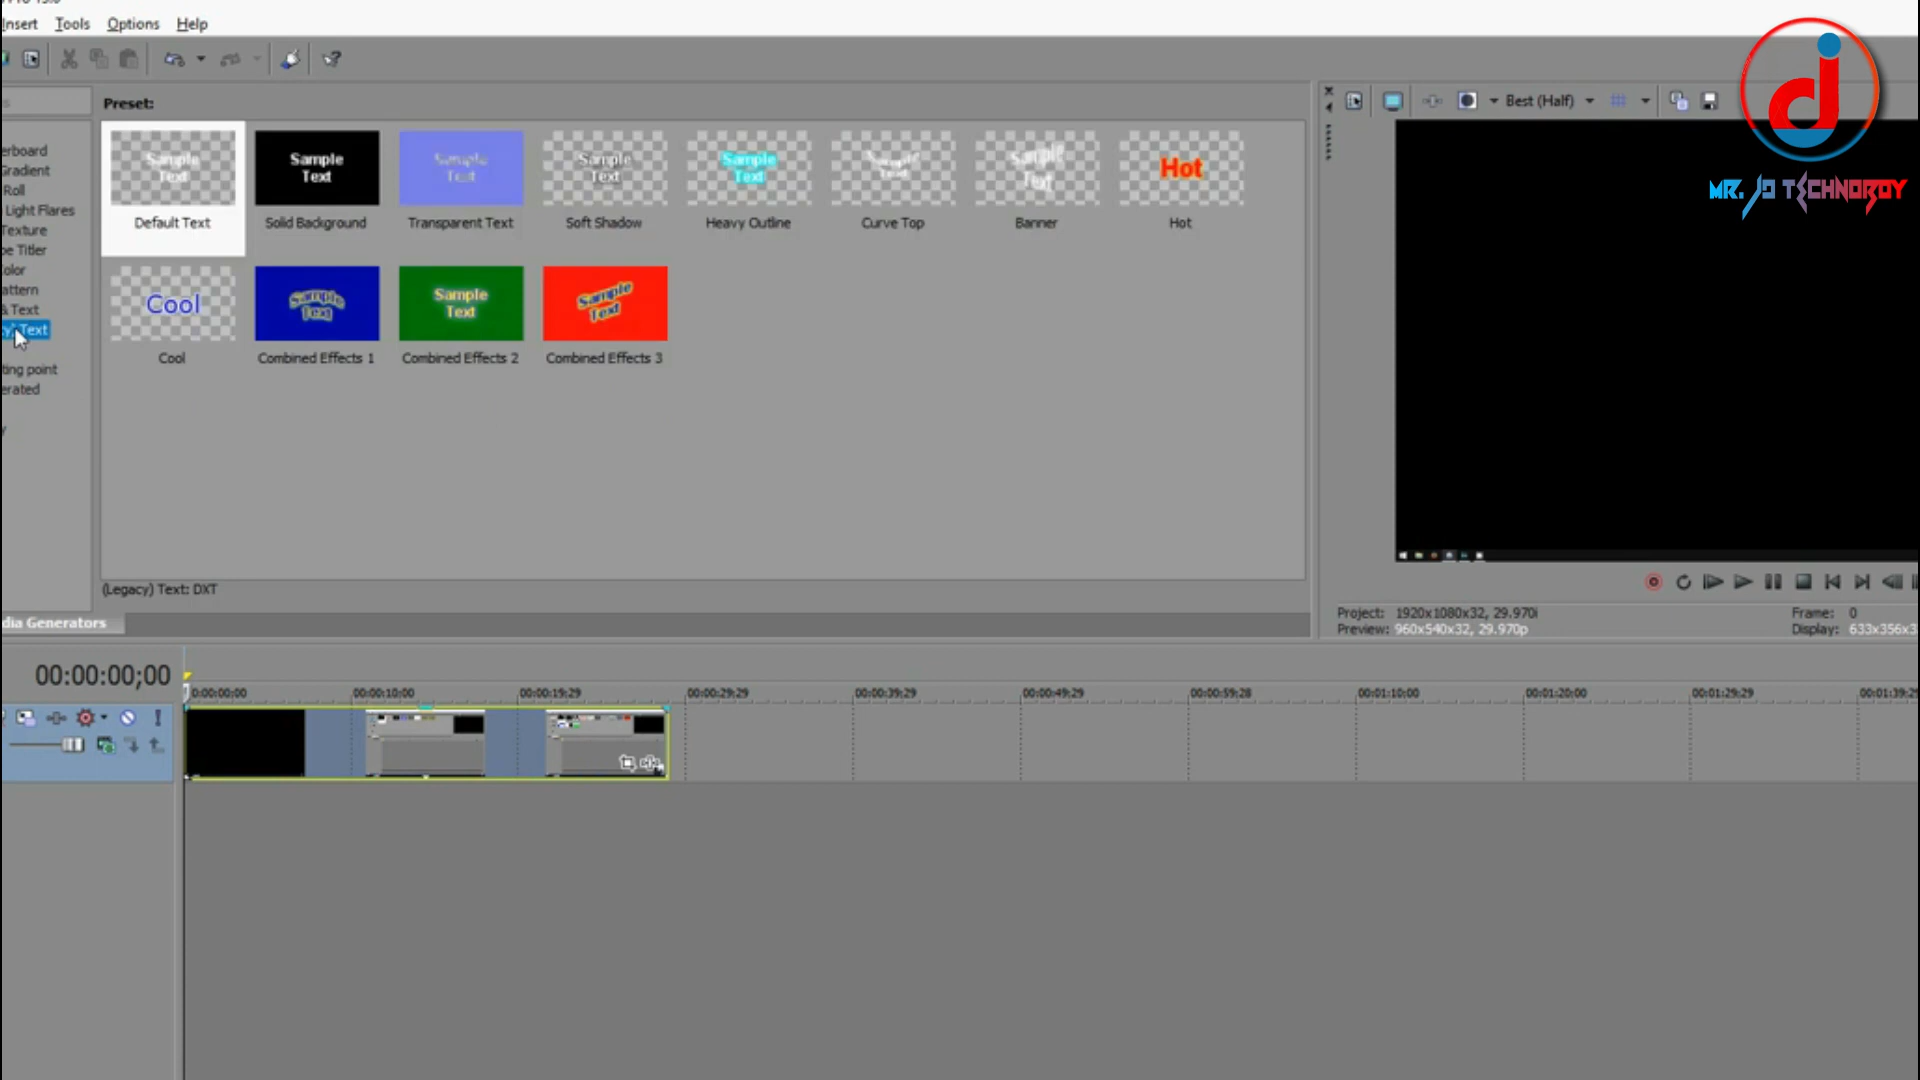 Insert Tools Options Help
Preset:
erboard
Gradient
Roll
Light Flares
Texture
pe Titler
Color
attern
& Text
cy) Text
ting point
erated
Sample
Text
Default Text
Sample
Text
Solid Background
Sample
Text
Transparent Text
Sample
Text
Soft Shadow
Sample
Text
Heavy Outline
Sample
Text
Curve Top
Sample
Text
Banner
Hot
Hot
Cool
Cool
Sample
Text
Combined Effects 1
Sample
Text
Combined Effects 2
Sample
Text
Combined Effects 3
(Legacy) Text: DXT
dia Generators
Best (Half)
MR. JO TECHNOROY
Project: 1920x1080x32, 29.970i
Preview: 960x540x32, 29.970p
Frame: 0
Display: 633x356x3
00:00:00;00
0:00:00;00
00:00:10;00
00:00:19;29
00:00:29;29
00:00:39;29
00:00:49;29
00:00:59;28
00:01:10;00
00:01:20;00
00:01:29;29
00:01:39;29